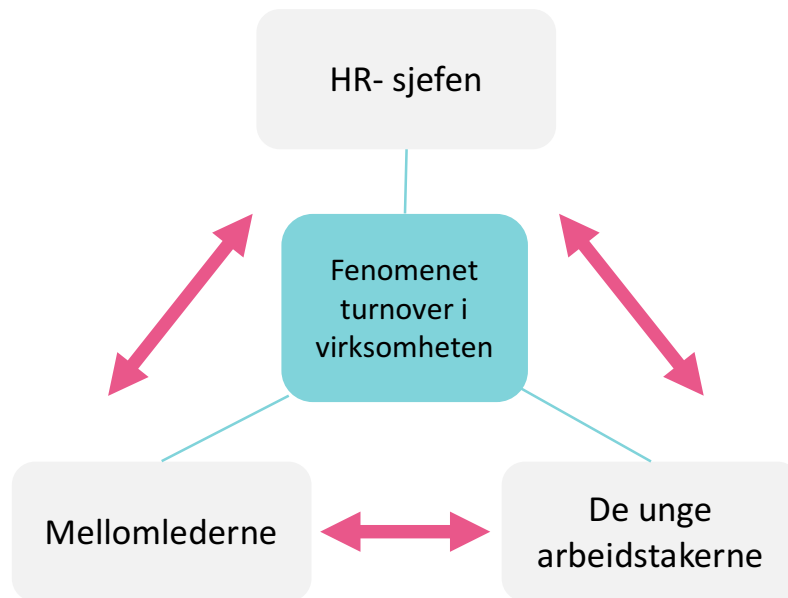 HR- sjefen
Fenomenet
turnover i
virksomheten
Mellomlederne
De unge
arbeidstakerne